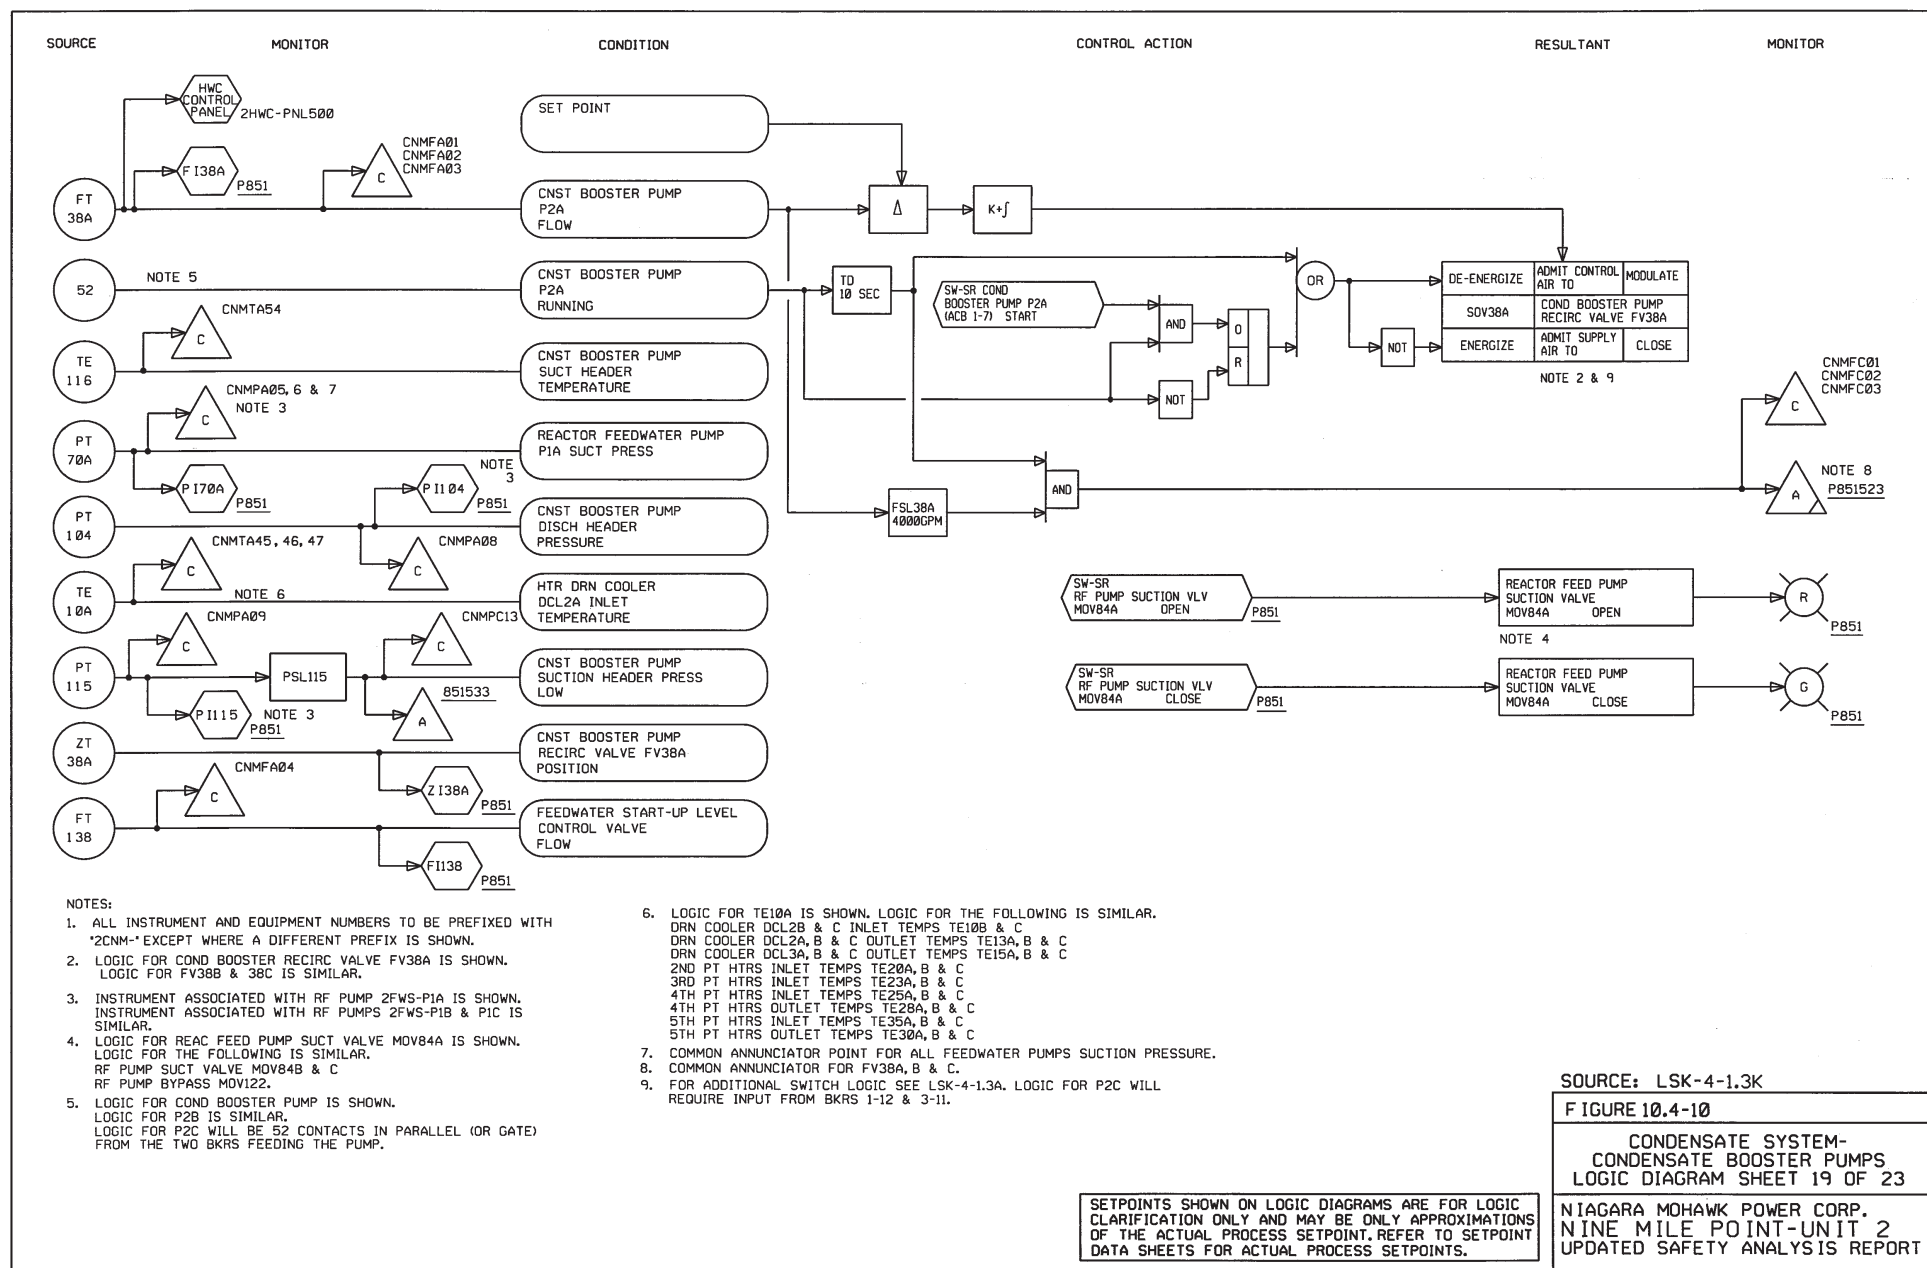 SOURCE
MONITOR
CONDITION
CONTROL ACTION
RESULTANT
MONITOR
HWC
CONTROL
PANEL
2HWC-PNL500
FI38A
P851
C
CNMFA01
CNMFA02
CNMFA03
FT
38A
SET POINT
CNST BOOSTER PUMP
P2A
FLOW
Δ
K+∫
52
NOTE 5
CNST BOOSTER PUMP
P2A
RUNNING
TD
10 SEC
SW-SR COND
BOOSTER PUMP P2A
(ACB 1-7) START
AND
NOT
O
R
OR
NOT
DE-ENERGIZE
ADMIT CONTROL
AIR TO
MODULATE
SOV38A
COND BOOSTER PUMP
RECIRC VALVE FV38A
ENERGIZE
ADMIT SUPPLY
AIR TO
CLOSE
NOTE 2 & 9
C
CNMTA54
TE
116
CNST BOOSTER PUMP
SUCT HEADER
TEMPERATURE
C
CNMPA05, 6 & 7
NOTE 3
PT
70A
REACTOR FEEDWATER PUMP
P1A SUCT PRESS
PI70A
P851
PI104
NOTE
3
P851
PT
104
CNST BOOSTER PUMP
DISCH HEADER
PRESSURE
FSL38A
4000GPM
AND
CNMFC01
CNMFC02
CNMFC03
C
A
NOTE 8
P851523
C
CNMTA45, 46, 47
C
CNMPA08
TE
10A
NOTE 6
HTR DRN COOLER
DCL2A INLET
TEMPERATURE
SW-SR
RF PUMP SUCTION VLV
MOV84A OPEN
P851
REACTOR FEED PUMP
SUCTION VALVE
MOV84A OPEN
NOTE 4
R
P851
C
CNMPA09
C
CNMPC13
PT
115
PSL115
CNST BOOSTER PUMP
SUCTION HEADER PRESS
LOW
PI115
NOTE 3
P851
A
851533
SW-SR
RF PUMP SUCTION VLV
MOV84A CLOSE
P851
REACTOR FEED PUMP
SUCTION VALVE
MOV84A CLOSE
G
P851
ZT
38A
CNST BOOSTER PUMP
RECIRC VALVE FV38A
POSITION
ZI38A
P851
C
CNMFA04
FT
138
FEEDWATER START-UP LEVEL
CONTROL VALVE
FLOW
FI138
P851
NOTES:
1. ALL INSTRUMENT AND EQUIPMENT NUMBERS TO BE PREFIXED WITH
"2CNM-" EXCEPT WHERE A DIFFERENT PREFIX IS SHOWN.
2. LOGIC FOR COND BOOSTER RECIRC VALVE FV38A IS SHOWN.
LOGIC FOR FV38B & 38C IS SIMILAR.
3. INSTRUMENT ASSOCIATED WITH RF PUMP 2FWS-P1A IS SHOWN.
INSTRUMENT ASSOCIATED WITH RF PUMPS 2FWS-P1B & P1C IS
SIMILAR.
4. LOGIC FOR REAC FEED PUMP SUCT VALVE MOV84A IS SHOWN.
LOGIC FOR THE FOLLOWING IS SIMILAR.
RF PUMP SUCT VALVE MOV84B & C
RF PUMP BYPASS MOV122.
5. LOGIC FOR COND BOOSTER PUMP IS SHOWN.
LOGIC FOR P2B IS SIMILAR.
LOGIC FOR P2C WILL BE 52 CONTACTS IN PARALLEL (OR GATE)
FROM THE TWO BKRS FEEDING THE PUMP.
6. LOGIC FOR TE10A IS SHOWN. LOGIC FOR THE FOLLOWING IS SIMILAR.
DRN COOLER DCL2B & C INLET TEMPS TE10B & C
DRN COOLER DCL2A, B & C OUTLET TEMPS TE13A, B & C
DRN COOLER DCL3A, B & C OUTLET TEMPS TE15A, B & C
2ND PT HTRS INLET TEMPS TE20A, B & C
3RD PT HTRS INLET TEMPS TE23A, B & C
4TH PT HTRS INLET TEMPS TE25A, B & C
4TH PT HTRS OUTLET TEMPS TE28A, B & C
5TH PT HTRS INLET TEMPS TE35A, B & C
5TH PT HTRS OUTLET TEMPS TE30A, B & C
7. COMMON ANNUNCIATOR POINT FOR ALL FEEDWATER PUMPS SUCTION PRESSURE.
8. COMMON ANNUNCIATOR FOR FV38A, B & C.
9. FOR ADDITIONAL SWITCH LOGIC SEE LSK-4-1.3A. LOGIC FOR P2C WILL
REQUIRE INPUT FROM BKRS 1-12 & 3-11.
SETPOINTS SHOWN ON LOGIC DIAGRAMS ARE FOR LOGIC
CLARIFICATION ONLY AND MAY BE ONLY APPROXIMATIONS
OF THE ACTUAL PROCESS SETPOINT. REFER TO SETPOINT
DATA SHEETS FOR ACTUAL PROCESS SETPOINTS.
SOURCE: LSK-4-1.3K
FIGURE 10.4-10
CONDENSATE SYSTEM-
CONDENSATE BOOSTER PUMPS
LOGIC DIAGRAM SHEET 19 OF 23
NIAGARA MOHAWK POWER CORP.
NINE MILE POINT-UNIT 2
UPDATED SAFETY ANALYSIS REPORT